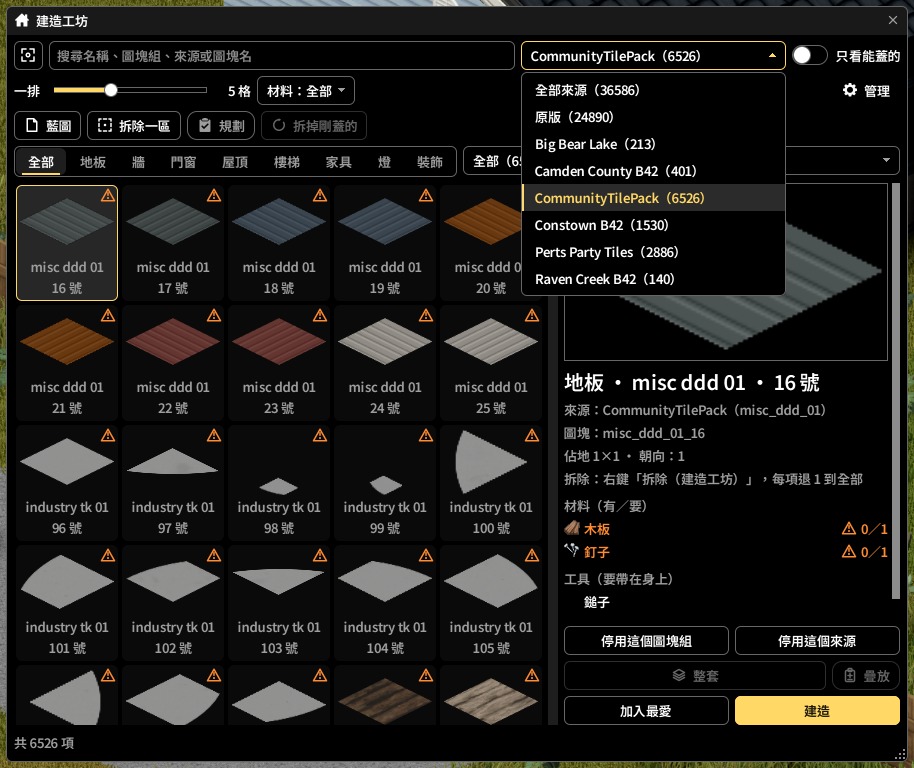 建造工坊
搜尋名稱、圖塊組、來源或圖塊名
CommunityTilePack（6526）
只看能蓋的
一排
5 格
材料：全部
管理
藍圖
拆除一區
規劃
拆掉剛蓋的
全部
地板
牆
門窗
屋頂
樓梯
家具
燈
裝飾
全部（65
全部來源（36586）
原版（24890）
Big Bear Lake（213）
Camden County B42（401）
CommunityTilePack（6526）
Constown B42（1530）
Perts Party Tiles（2886）
Raven Creek B42（140）
misc ddd 01
16 號
misc ddd 01
17 號
misc ddd 01
18 號
misc ddd 01
19 號
misc ddd 0
20 號
misc ddd 01
21 號
misc ddd 01
22 號
misc ddd 01
23 號
misc ddd 01
24 號
misc ddd 01
25 號
industry tk 01
96 號
industry tk 01
97 號
industry tk 01
98 號
industry tk 01
99 號
industry tk 01
100 號
industry tk 01
101 號
industry tk 01
102 號
industry tk 01
103 號
industry tk 01
104 號
industry tk 01
105 號
地板 · misc ddd 01 · 16 號
來源：CommunityTilePack（misc_ddd_01）
圖塊：misc_ddd_01_16
佔地 1×1 · 朝向：1
拆除：右鍵「拆除（建造工坊）」，每項退 1 到全部
材料（有／要）
木板
0／1
釘子
0／1
工具（要帶在身上）
鎚子
停用這個圖塊組
停用這個來源
整套
疊放
加入最愛
建造
共 6526 項